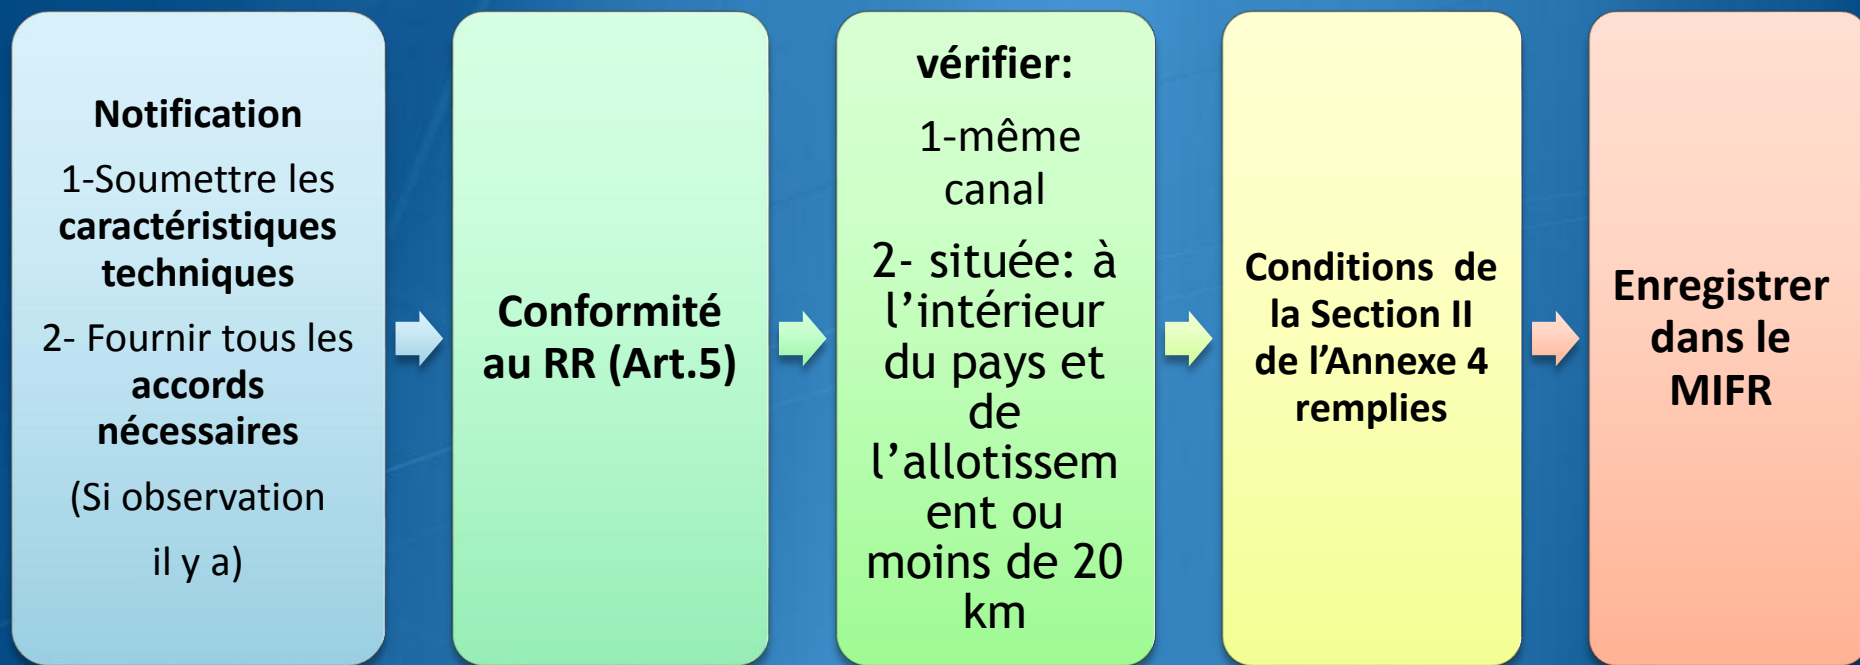 Notification
1-Soumettre les
caractéristiques
techniques
2- Fournir tous les
accords
nécessaires
(Si observation
il y a)
Conformité
au RR (Art.5)
vérifier:
1-même
canal
2- située: à
l’intérieur
du pays et
de
l’allotissem
ent ou
moins de 20
km
Conditions  de
la Section II
de l’Annexe 4
remplies
Enregistrer
dans le
MIFR